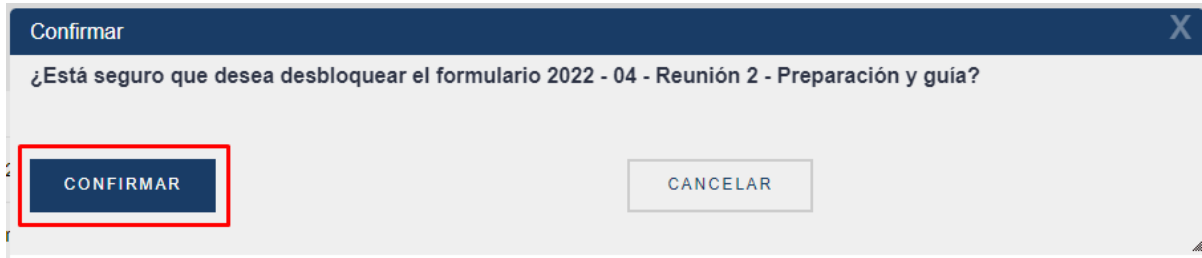 Confirmar X
¿Está seguro que desea desbloquear el formulario 2022 - 04 - Reunión 2 - Preparación y guía?
CONFIRMAR CANCELAR